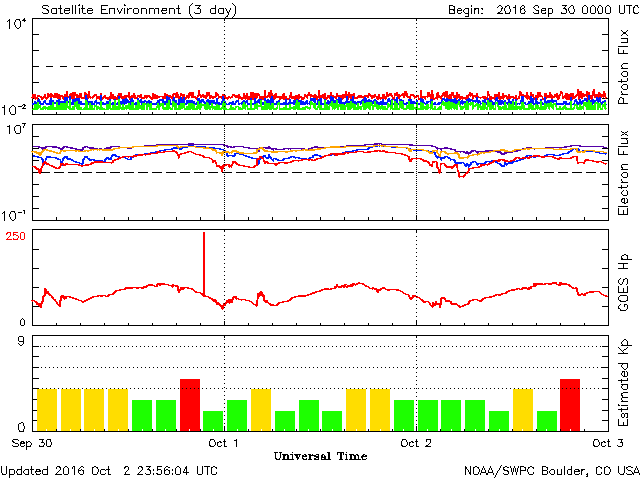 Satellite Environment (3 day) Begin: 2016 Sep 30 0000 UTC
10^4
10^-2
Proton Flux
10^7
10^-1
Electron Flux
250
0
GOES Hp
9
0
Estimated Kp
Sep 30 Oct 1 Oct 2 Oct 3
Universal Time
Updated 2016 Oct 2 23:56:04 UTC NOAA/SWPC Boulder, CO USA